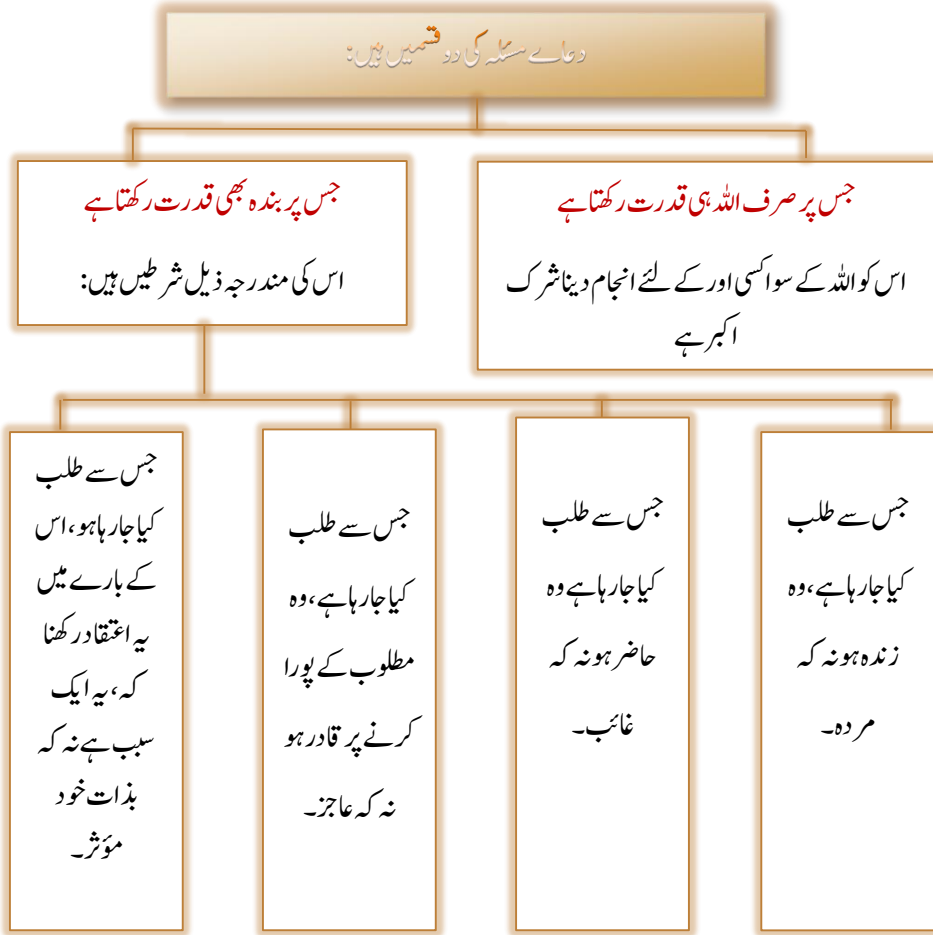 دعاے مسئلہ کی دو قسمیں ہیں:
جس پر صرف اللہ ہی قدرت رکھتا ہے
اس کو اللہ کے سوا کسی اور کے لئے انجام دینا شرک
اکبر ہے
جس پر بندہ بھی قدرت رکھتا ہے
اس کی مندرجہ ذیل شرطیں ہیں:
جس سے طلب
کیا جارہا ہے، وہ
زندہ ہو نہ کہ
مردہ۔
جس سے طلب
کیا جارہا ہے وہ
حاضر ہو نہ کہ
غائب۔
جس سے طلب
کیا جارہا ہے، وہ
مطلوب کے پورا
کرنے پر قادر ہو
نہ کہ عاجز۔
جس سے طلب
کیا جارہا ہو، اس
کے بارے میں
یہ اعتقاد رکھنا
کہ، یہ ایک
سبب ہے نہ کہ
بذات خود
مؤثر۔